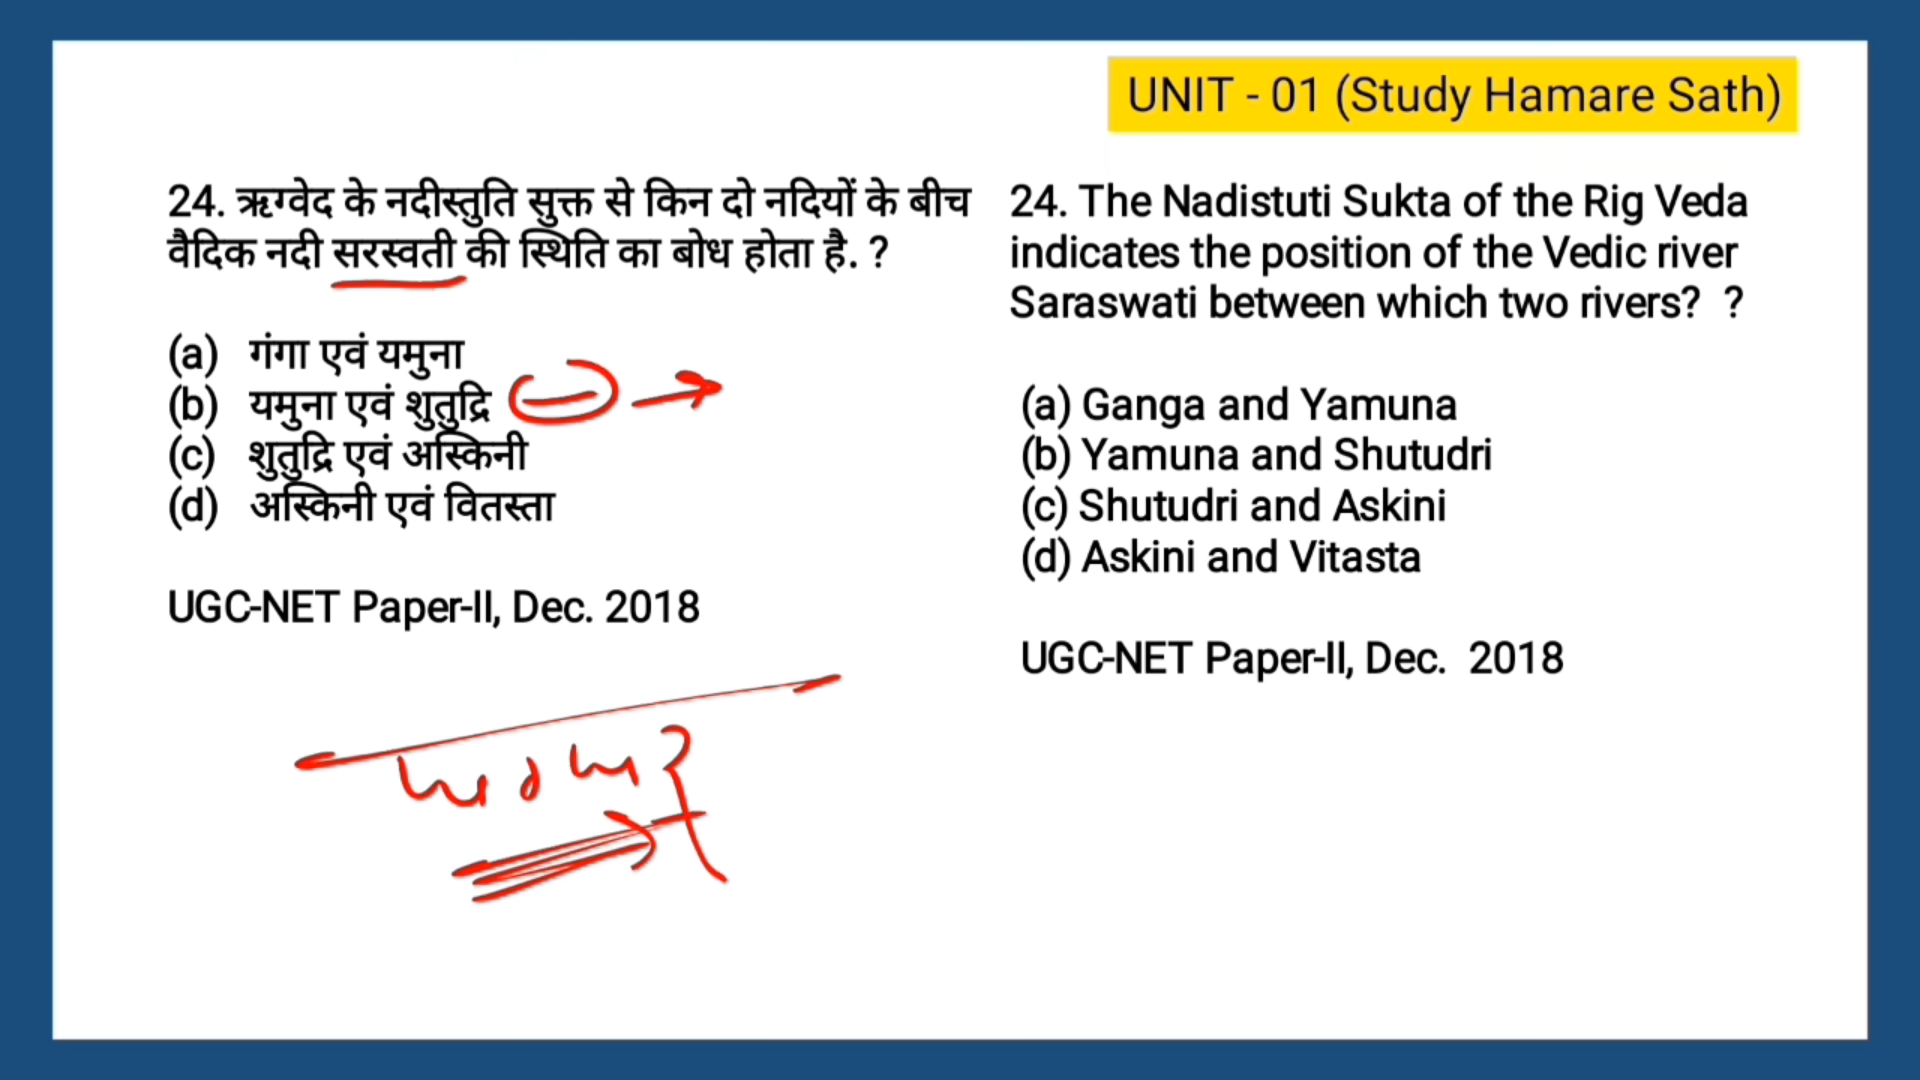 UNIT - 01 (Study Hamare Sath)
24. ऋग्वेद के नदीस्तुति सुक्त से किन दो नदियों के बीच
वैदिक नदी सरस्वती की स्थिति का बोध होता है. ?
(a) गंगा एवं यमुना
(b) यमुना एवं शुतुद्रि
(c) शुतुद्रि एवं अस्किनी
(d) अस्किनी एवं वितस्ता
UGC-NET Paper-II, Dec. 2018
24. The Nadistuti Sukta of the Rig Veda
indicates the position of the Vedic river
Saraswati between which two rivers? ?
(a) Ganga and Yamuna
(b) Yamuna and Shutudri
(c) Shutudri and Askini
(d) Askini and Vitasta
UGC-NET Paper-II, Dec. 2018